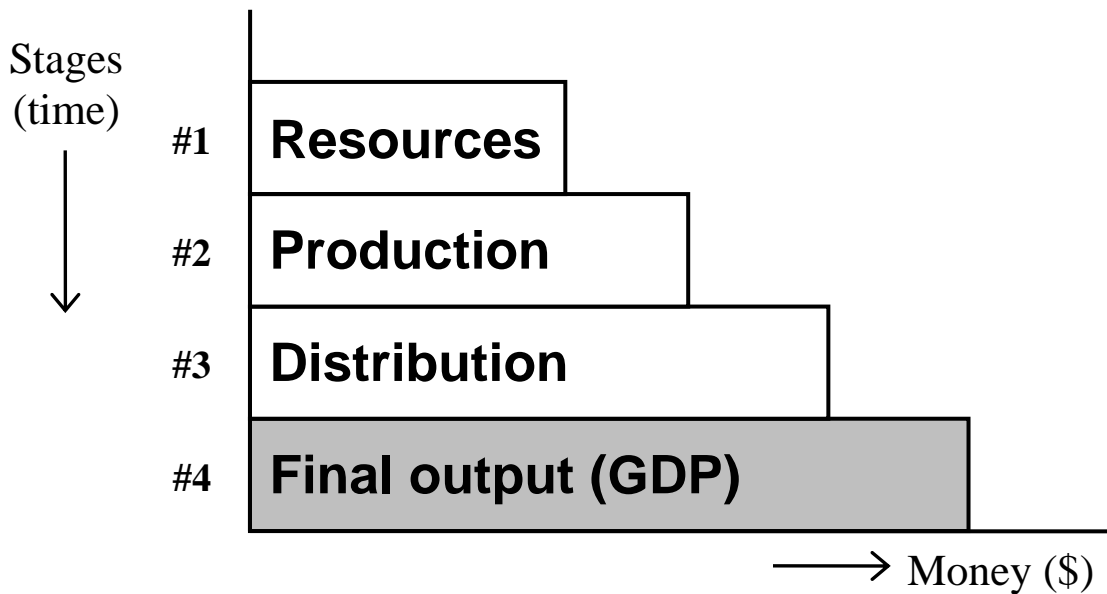 Stages
(time)
#1 Resources
#2 Production
#3 Distribution
#4 Final output (GDP)
Money ($)